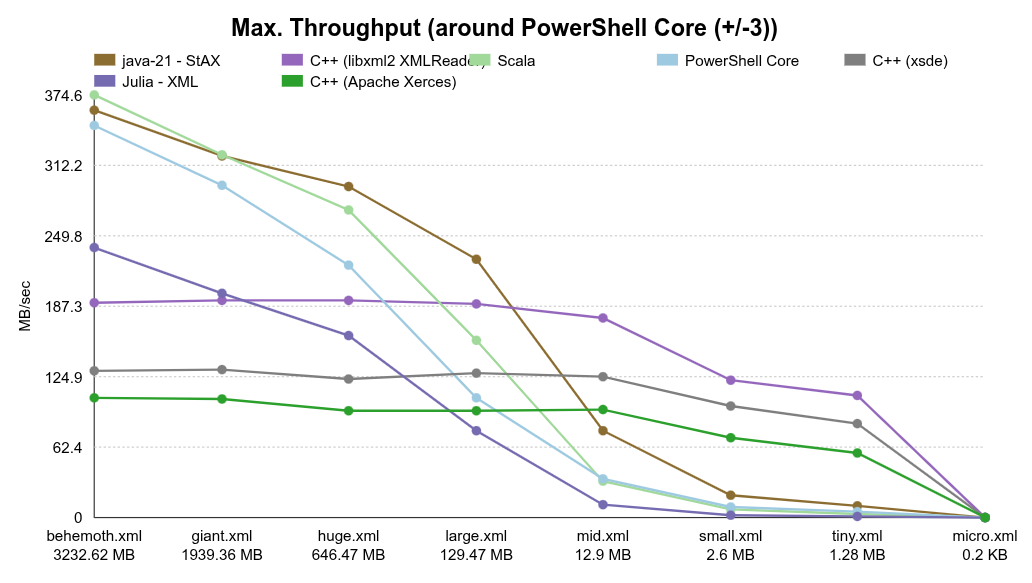 Max. Throughput (around PowerShell Core (+/-3))
java-21 - StAX C++ (libxml2 XMLReader) Scala PowerShell Core C++ (xsde)
Julia - XML C++ (Apache Xerces)
374.6
312.2
249.8
187.3
124.9
62.4
0
MB/sec
behemoth.xml giant.xml huge.xml large.xml mid.xml small.xml tiny.xml micro.xml
3232.62 MB 1939.36 MB 646.47 MB 129.47 MB 12.9 MB 2.6 MB 1.28 MB 0.2 KB